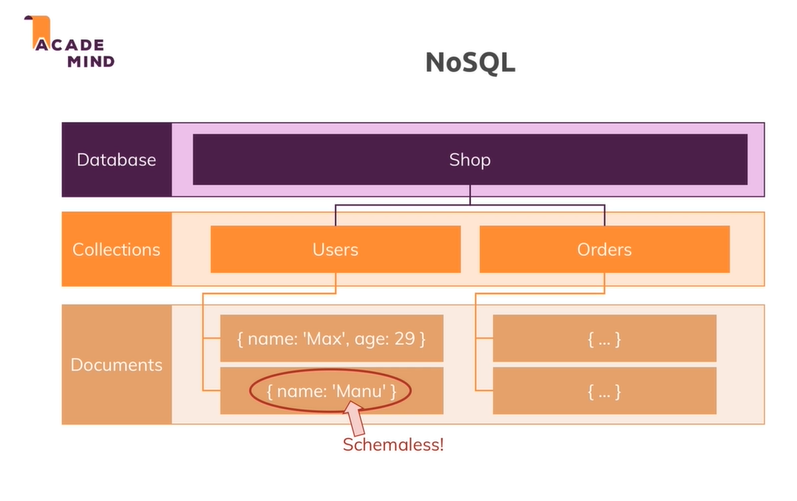 ACADE
MIND
NoSQL
Database
Shop
Collections
Users
Orders
Documents
{ name: 'Max', age: 29 }
{ ... }
{ name: 'Manu' }
{ ... }
Schemaless!